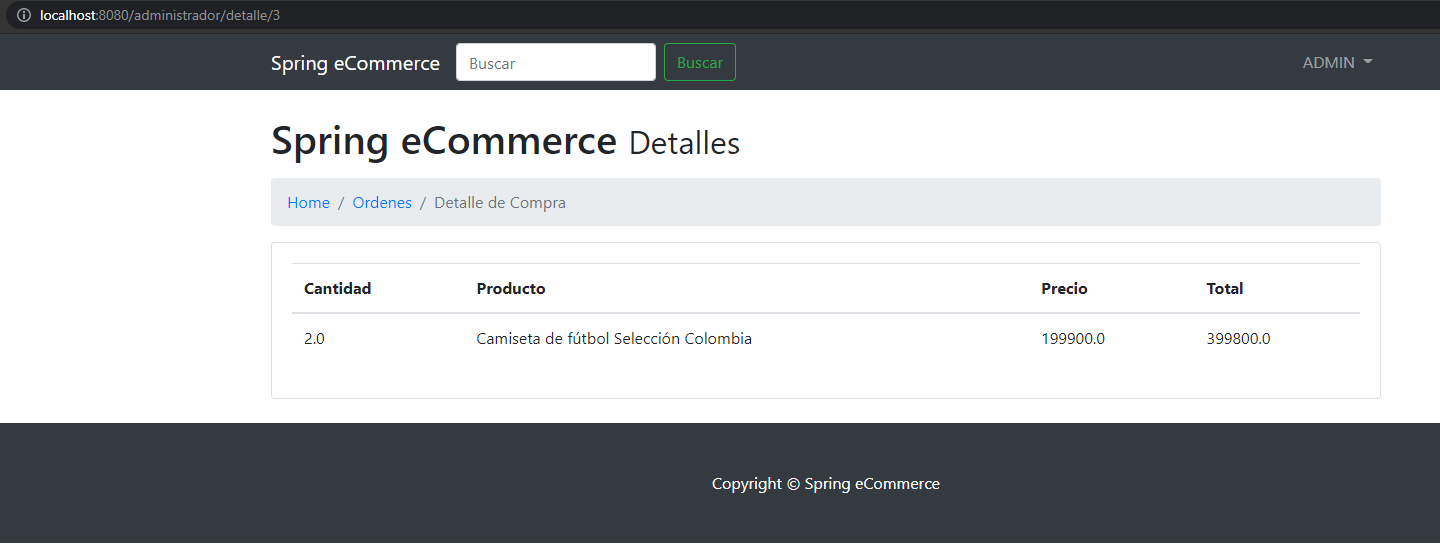 localhost:8080/administrador/detalle/3
Spring eCommerce Buscar Buscar ADMIN
Spring eCommerce Detalles
Home / Ordenes / Detalle de Compra
Cantidad Producto Precio Total
2.0 Camiseta de fútbol Selección Colombia 199900.0 399800.0
Copyright © Spring eCommerce